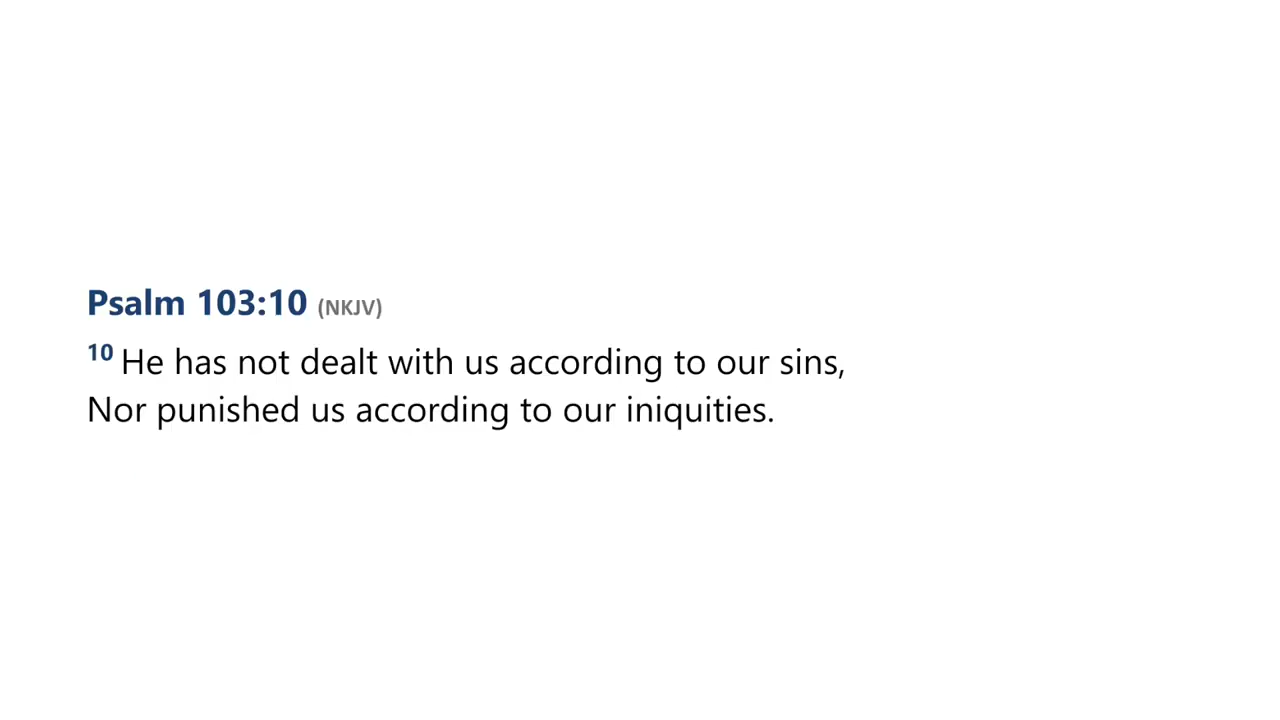 Psalm 103:10 (NKJV)
10 He has not dealt with us according to our sins,
Nor punished us according to our iniquities.